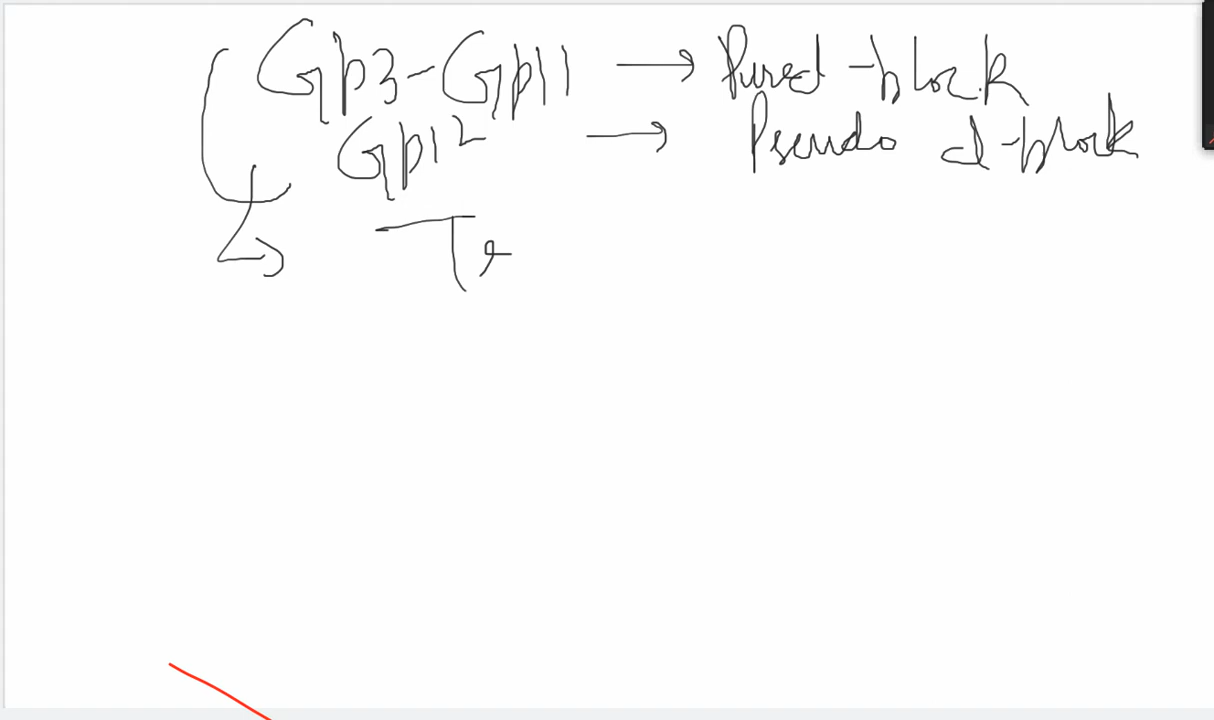 Gp3-Gp11 → Pure d-block
Gp12 → Pseudo d-block
Te